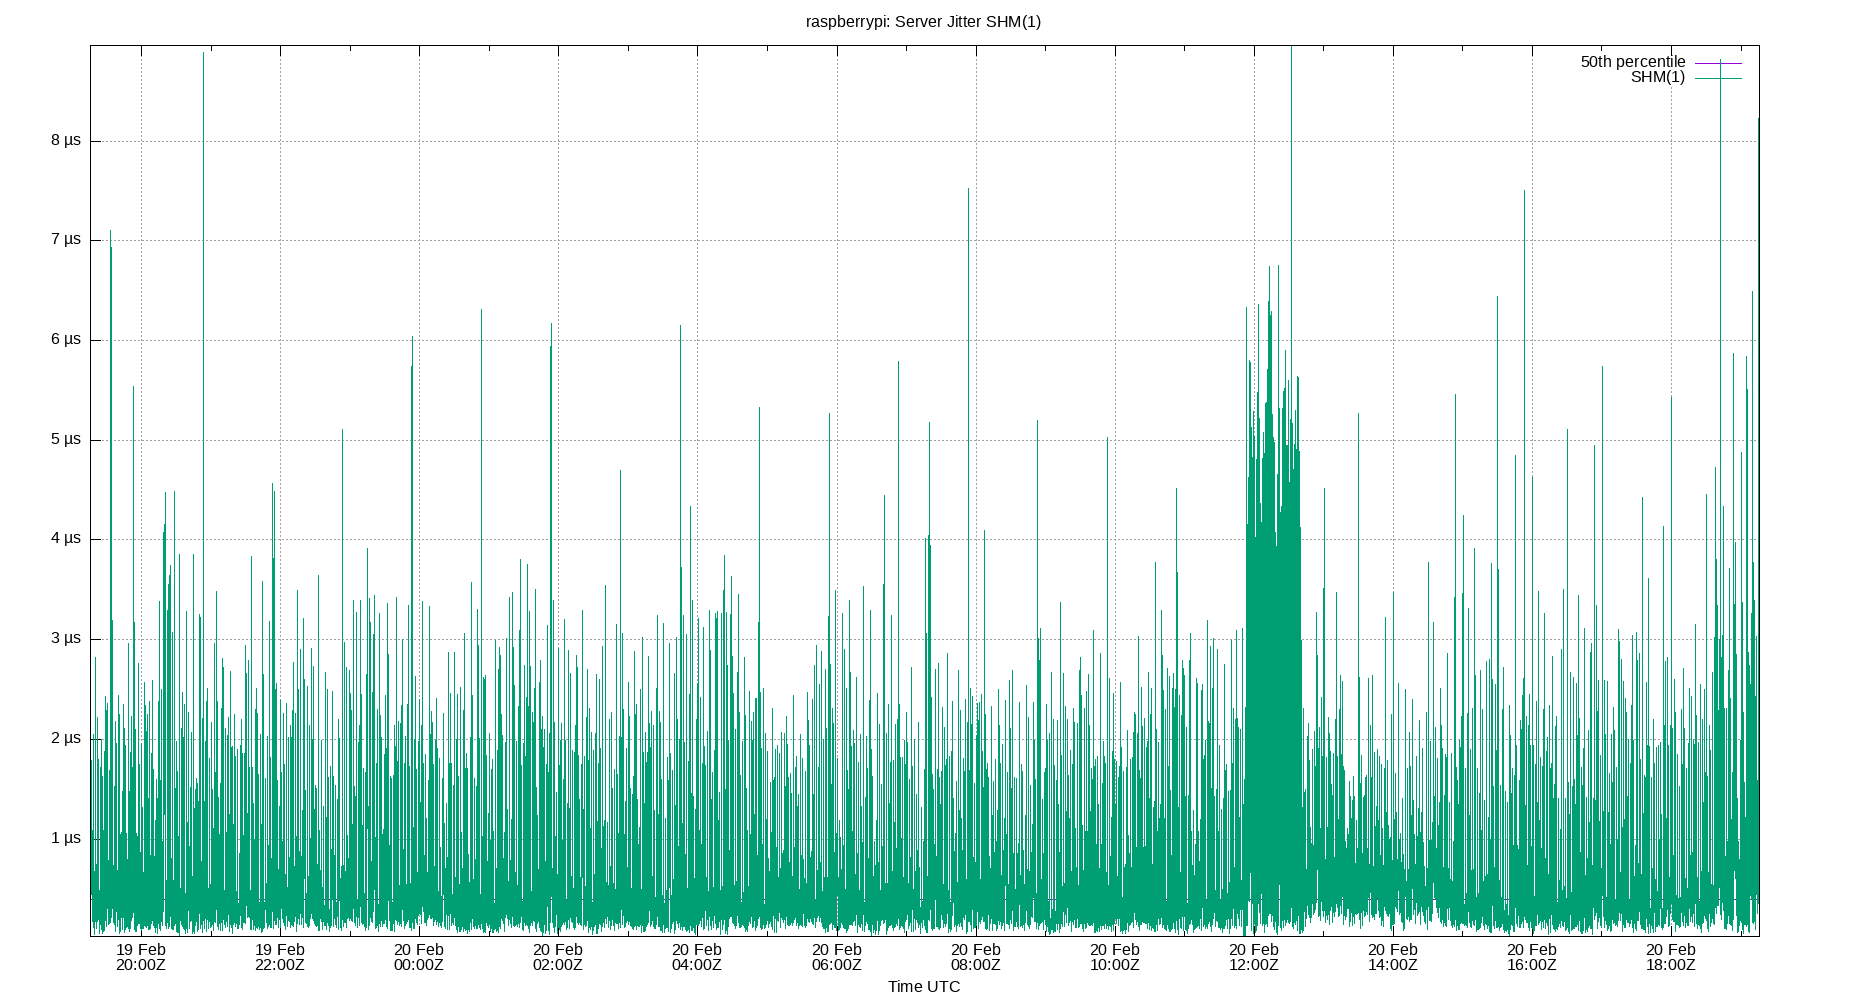 raspberrypi: Server Jitter SHM(1)
50th percentile
SHM(1)
8 µs
7 µs
6 µs
5 µs
4 µs
3 µs
2 µs
1 µs
19 Feb 19 Feb 20 Feb 20 Feb 20 Feb 20 Feb 20 Feb 20 Feb 20 Feb 20 Feb 20 Feb 20 Feb
20:00Z 22:00Z 00:00Z 02:00Z 04:00Z 06:00Z 08:00Z 10:00Z 12:00Z 14:00Z 16:00Z 18:00Z
Time UTC